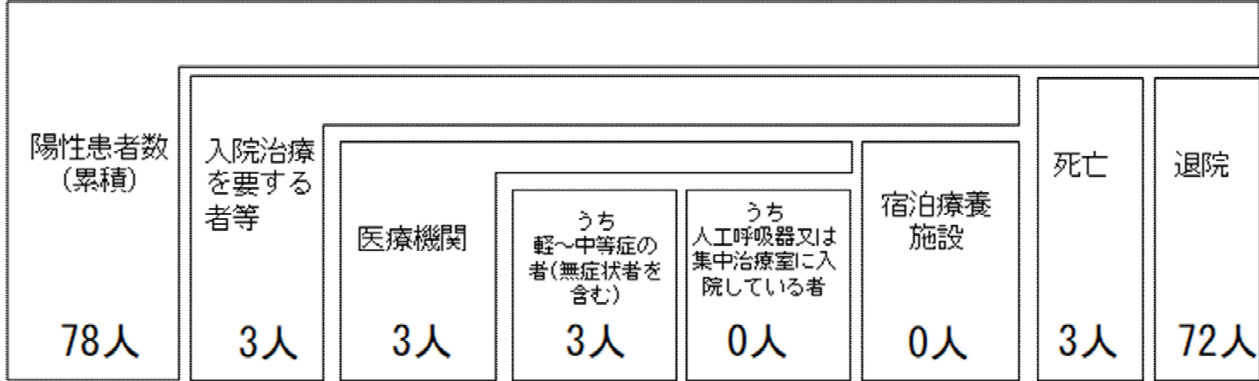 陽性患者数
(累積)
78人
入院治療
を要する
者等
3人
医療機関
3人
うち
軽～中等症の
者(無症状者を
含む)
3人
うち
人工呼吸器又は
集中治療室に入
院している者
0人
宿泊療養
施設
0人
死亡
3人
退院
72人